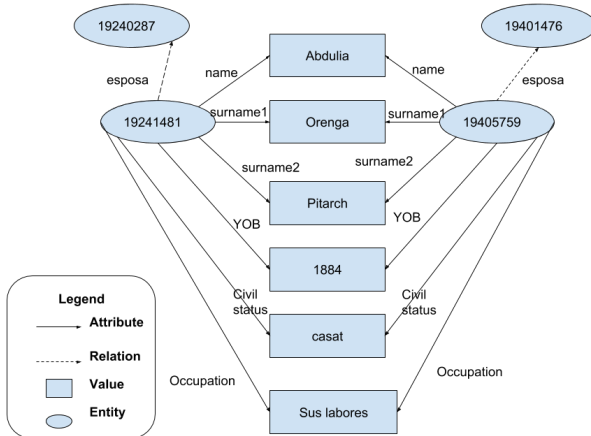 19240287
19401476
Abdulia
esposa
name
name
esposa
19241481
surname1
Orenga
surname1
19405759
surname2
surname2
Pitarch
YOB
YOB
1884
Civil
status
Civil
status
casat
Occupation
Occupation
Sus labores
Legend
Attribute
Relation
Value
Entity